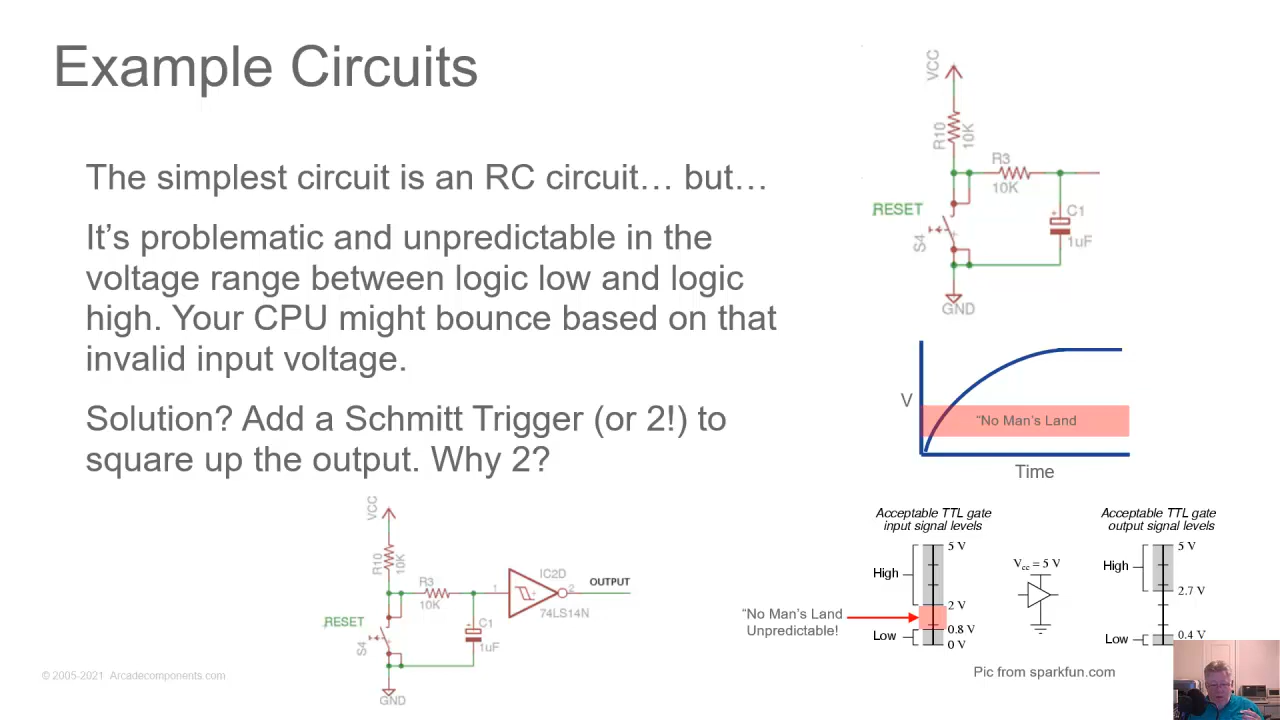 Example Circuits
The simplest circuit is an RC circuit… but…
It’s problematic and unpredictable in the
voltage range between logic low and logic
high. Your CPU might bounce based on that
invalid input voltage.
Solution? Add a Schmitt Trigger (or 2!) to
square up the output. Why 2?
VCC
R10
10K
R3
10K
RESET
S4
C1
1uF
GND
V
“No Man’s Land
Time
VCC
R10
10K
R3
10K
RESET
S4
C1
1uF
GND
1
IC2D
2
74LS14N
OUTPUT
Acceptable TTL gate
input signal levels
5 V
High
2 V
Low
0.8 V
0 V
“No Man’s Land
Unpredictable!
Vcc = 5 V
Acceptable TTL gate
output signal levels
5 V
High
2.7 V
Low
0.4 V
Pic from sparkfun.com
© 2005-2021 Arcadecomponents.com